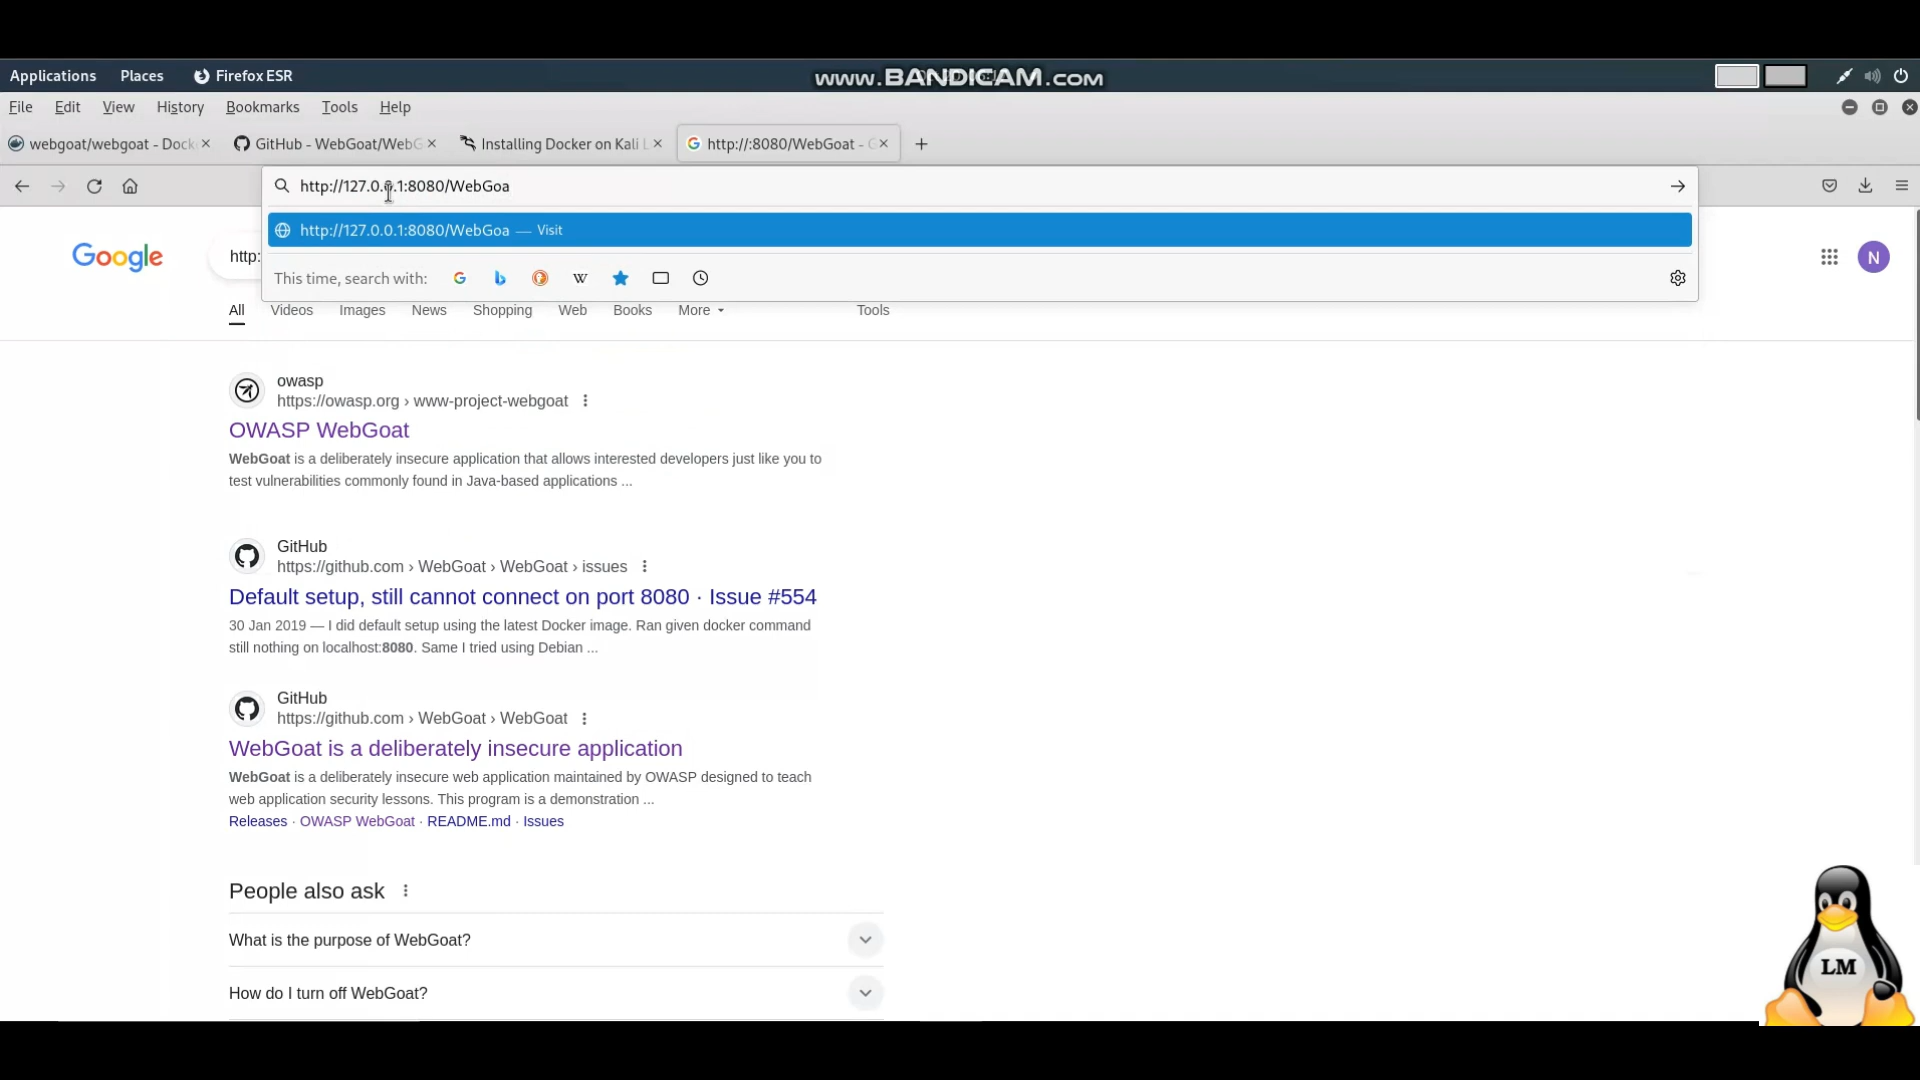 Applications Places Firefox ESR www.BANDICAM.com
File Edit View History Bookmarks Tools Help
webgoat/webgoat - Dock GitHub - WebGoat/WebG Installing Docker on Kali L http://:8080/WebGoat - G
http://127.0.0.1:8080/WebGoa
http://127.0.0.1:8080/WebGoa — Visit
Google http: N
This time, search with:
All Videos Images News Shopping Web Books More Tools
owasp
https://owasp.org › www-project-webgoat
OWASP WebGoat
WebGoat is a deliberately insecure application that allows interested developers just like you to
test vulnerabilities commonly found in Java-based applications ...
GitHub
https://github.com › WebGoat › WebGoat › issues
Default setup, still cannot connect on port 8080 · Issue #554
30 Jan 2019 — I did default setup using the latest Docker image. Ran given docker command
still nothing on localhost:8080. Same I tried using Debian ...
GitHub
https://github.com › WebGoat › WebGoat
WebGoat is a deliberately insecure application
WebGoat is a deliberately insecure web application maintained by OWASP designed to teach
web application security lessons. This program is a demonstration ...
Releases · OWASP WebGoat · README.md · Issues
People also ask
What is the purpose of WebGoat?
How do I turn off WebGoat?
LM